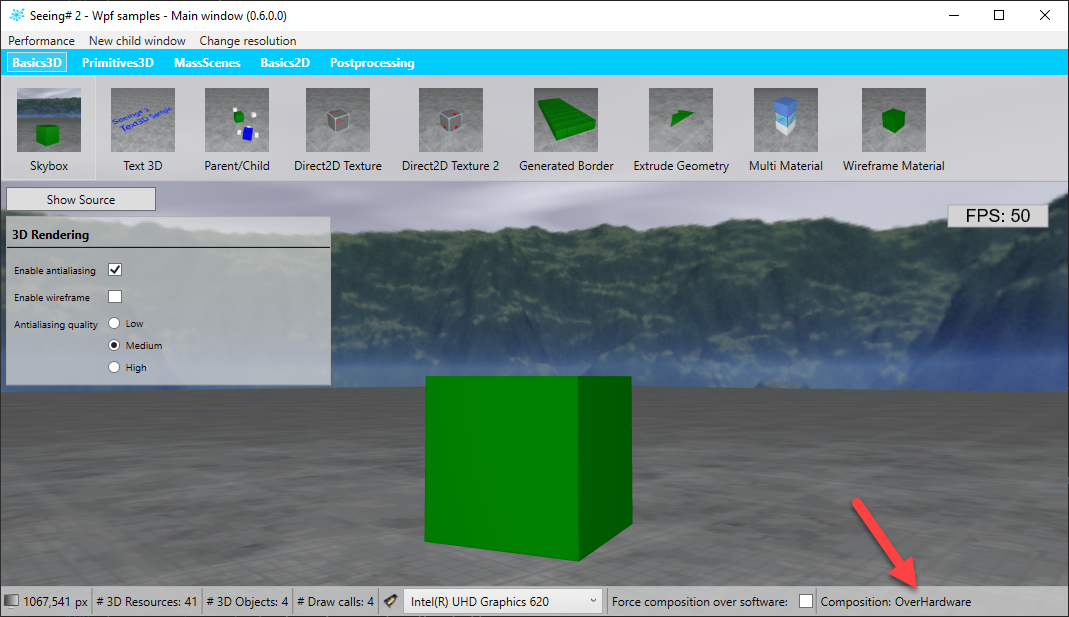 Seeing# 2 - Wpf samples - Main window (0.6.0.0)
Performance New child window Change resolution
Basics3D Primitives3D MassScenes Basics2D Postprocessing
Seeing# 2
Text3D Sample
Skybox Text 3D Parent/Child Direct2D Texture Direct2D Texture 2 Generated Border Extrude Geometry Multi Material Wireframe Material
Show Source
FPS: 50
3D Rendering
Enable antialiasing
Enable wireframe
Antialiasing quality Low
Medium
High
1067,541 px # 3D Resources: 41 # 3D Objects: 4 # Draw calls: 4 Intel(R) UHD Graphics 620 Force composition over software: Composition: OverHardware